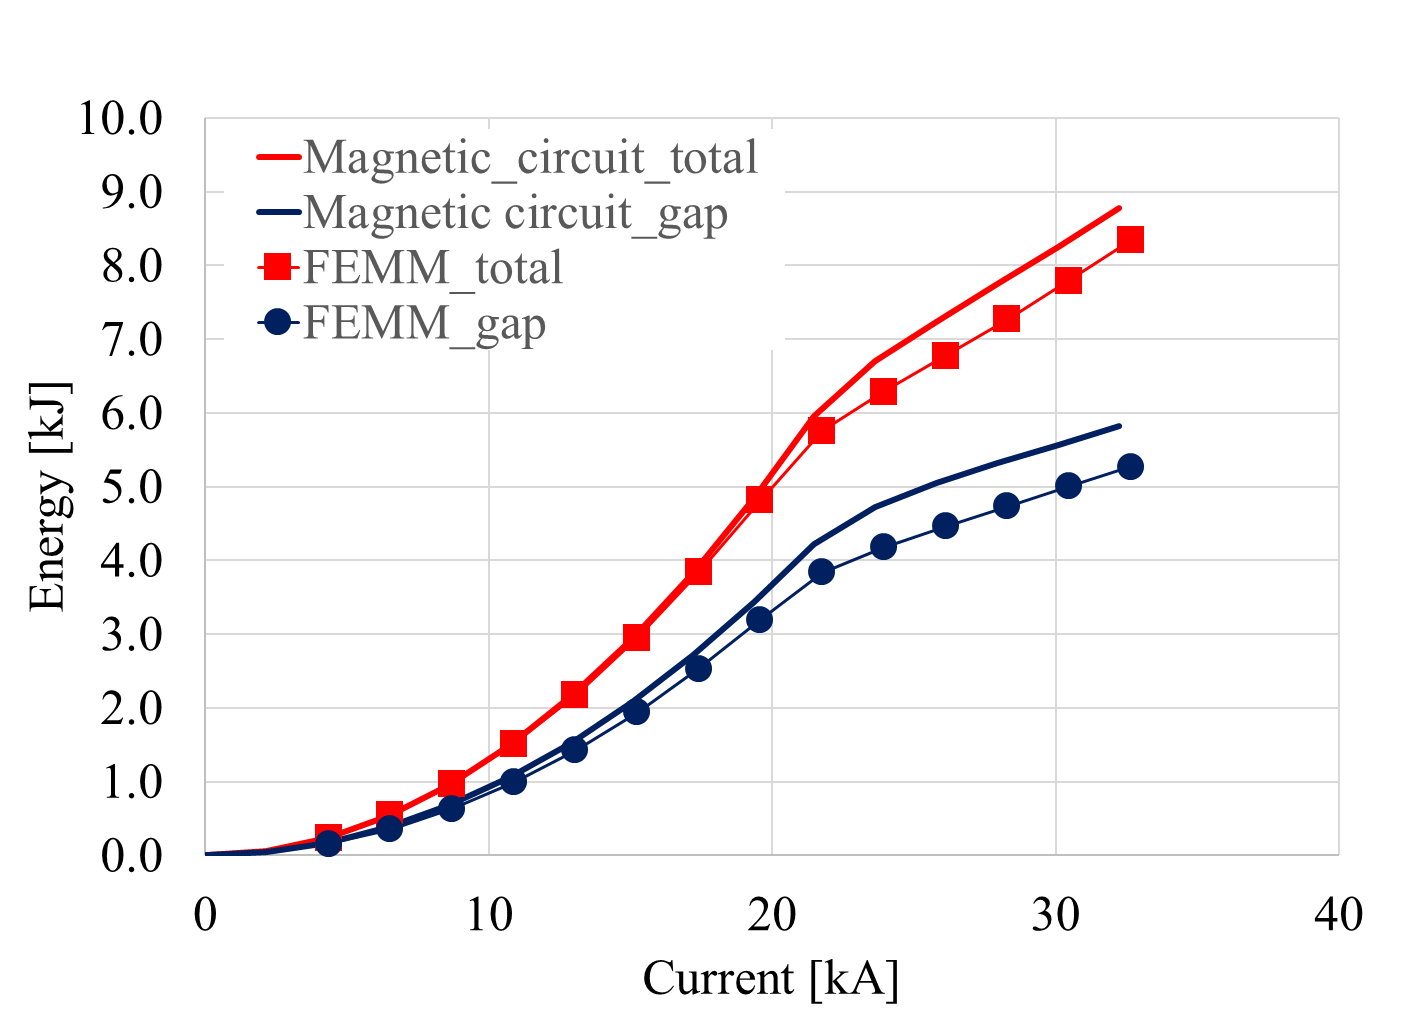 10.0
9.0
8.0
7.0
6.0
5.0
4.0
3.0
2.0
1.0
0.0
Energy [kJ]
Magnetic_circuit_total
Magnetic circuit_gap
FEMM_total
FEMM_gap
0 10 20 30 40
Current [kA]